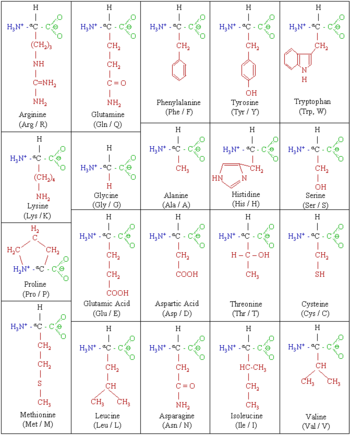 H
O
H₃N⁺ - ᵅC - C ⊖
O
(CH₂)₃
NH
C=NH₂
NH₂
Arginine
(Arg / R)
H
O
H₃N⁺ - ᵅC - C ⊖
O
CH₂
CH₂
C = O
NH₂
Glutamine
(Gln / Q)
H
O
H₃N⁺ - ᵅC - C ⊖
O
CH₂
Phenylalanine
(Phe / F)
H
O
H₃N⁺ - ᵅC - C ⊖
O
CH₂
OH
Tyrosine
(Tyr / Y)
H
O
H₃N⁺ - ᵅC - C ⊖
O
CH₂
N
H
Tryptophan
(Trp, W)
H
O
H₃N⁺ - ᵅC - C ⊖
O
(CH₂)₄
NH₂
Lysine
(Lys / K)
H
O
H₃N⁺ - ᵅC - C ⊖
O
H
Glycine
(Gly / G)
H
O
H₃N⁺ - ᵅC - C ⊖
O
CH₃
Alanine
(Ala / A)
H
O
H₃N⁺ - ᵅC - C ⊖
O
CH₂
HN
N
Histidine
(His / H)
H
O
H₃N⁺ - ᵅC - C ⊖
O
CH₂
OH
Serine
(Ser / S)
H₂
C
H₂C
CH₂
O
H₂N⁺ - ᵅC - C ⊖
O
H
Proline
(Pro / P)
H
O
H₃N⁺ - ᵅC - C ⊖
O
CH₂
CH₂
COOH
Glutamic Acid
(Glu / E)
H
O
H₃N⁺ - ᵅC - C ⊖
O
CH₂
COOH
Aspartic Acid
(Asp / D)
H
O
H₃N⁺ - ᵅC - C ⊖
O
H - C - OH
CH₃
Threonine
(Thr / T)
H
O
H₃N⁺ - ᵅC - C ⊖
O
CH₂
SH
Cysteine
(Cys / C)
H
O
H₃N⁺ - ᵅC - C ⊖
O
CH₂
CH₂
S
CH₃
Methionine
(Met / M)
H
O
H₃N⁺ - ᵅC - C ⊖
O
CH₂
CH
CH₃ CH₃
Leucine
(Leu / L)
H
O
H₃N⁺ - ᵅC - C ⊖
O
CH₂
C = O
NH₂
Asparagine
(Asn / N)
H
O
H₃N⁺ - ᵅC - C ⊖
O
HC-CH₃
CH₂
CH₃
Isoleucine
(Ile / I)
H
O
H₃N⁺ - ᵅC - C ⊖
O
CH
CH₃ CH₃
Valine
(Val / V)